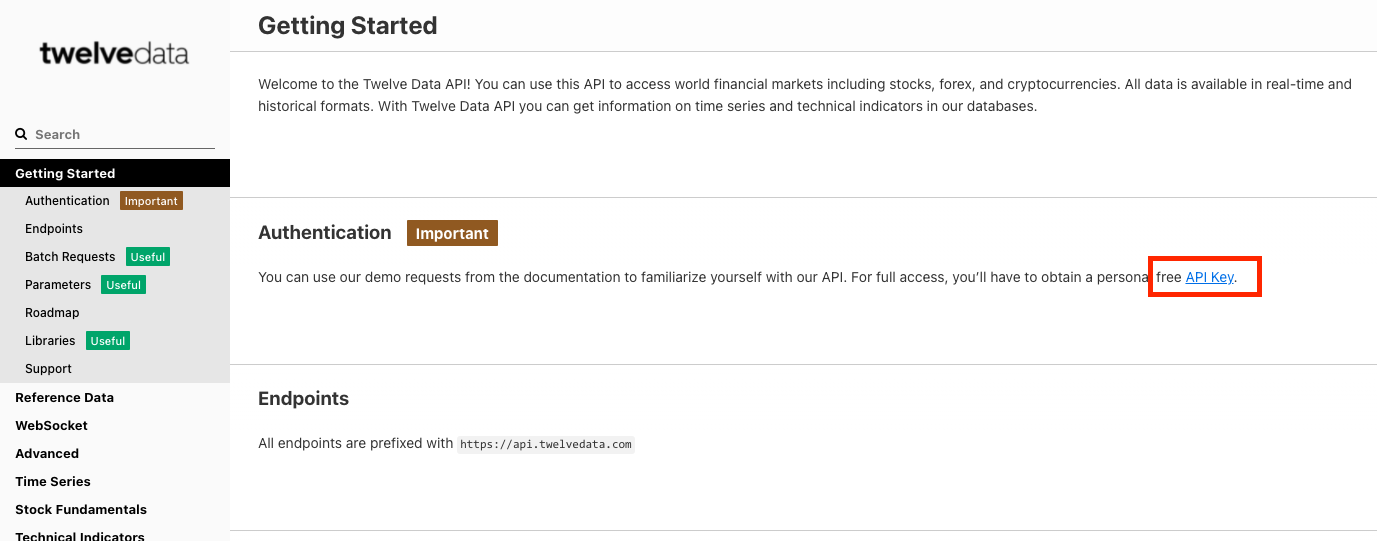 twelvedata
Search
Getting Started
Authentication Important
Endpoints
Batch Requests Useful
Parameters Useful
Roadmap
Libraries Useful
Support
Reference Data
WebSocket
Advanced
Time Series
Stock Fundamentals
Technical Indicators
Getting Started
Welcome to the Twelve Data API! You can use this API to access world financial markets including stocks, forex, and cryptocurrencies. All data is available in real-time and
historical formats. With Twelve Data API you can get information on time series and technical indicators in our databases.
Authentication Important
You can use our demo requests from the documentation to familiarize yourself with our API. For full access, you’ll have to obtain a persona free API Key.
Endpoints
All endpoints are prefixed with https://api.twelvedata.com